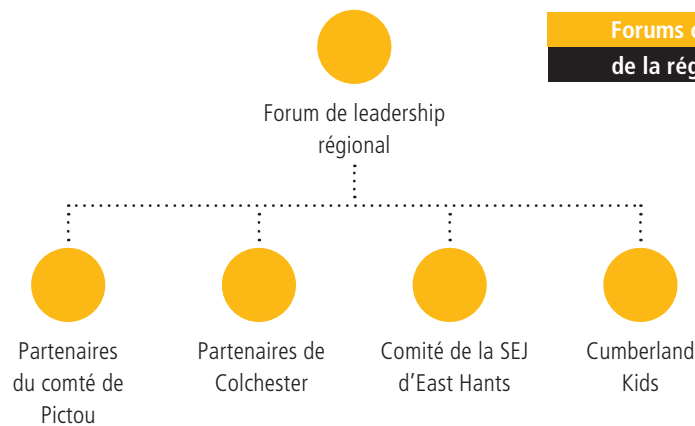 Forums
de la
Forum de leadership
régional
Partenaires
du comté de
Pictou
Partenaires de
Colchester
Comité de la SEJ
d'East Hants
Cumberland
Kids